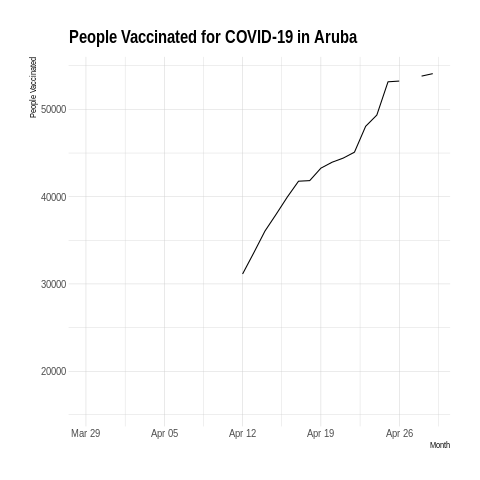 People Vaccinated for COVID-19 in Aruba
People Vaccinated
50000
40000
30000
20000
Mar 29 Apr 05 Apr 12 Apr 19 Apr 26
Month